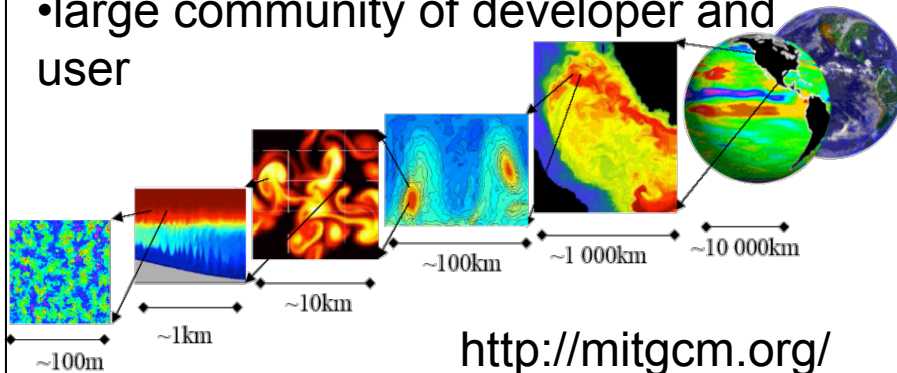 •large community of developer and
user
~100m
~1km
~10km
~100km
~1 000km
~10 000km
http://mitgcm.org/